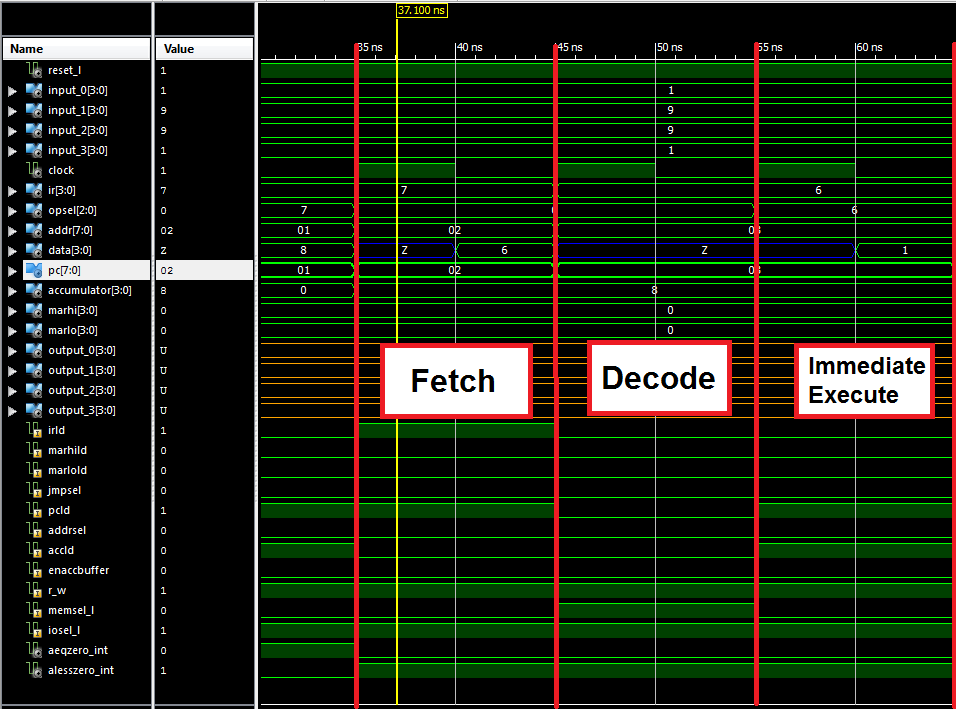 37.100 ns
Name Value 35 ns 40 ns 45 ns 50 ns 55 ns 60 ns
reset_l 1
input_0[3:0] 1 1
input_1[3:0] 9 9
input_2[3:0] 9 9
input_3[3:0] 1 1
clock 1
ir[3:0] 7 7 6
opsel[2:0] 0 7 6
addr[7:0] 02 01 02 03
data[3:0] Z 8 Z 6 Z 1
pc[7:0] 02 01 02 03
accumulator[3:0] 8 0 8
marhi[3:0] 0 0
marlo[3:0] 0 0
output_0[3:0] U
output_1[3:0] U
output_2[3:0] U
output_3[3:0] U
Fetch Decode Immediate
Execute
irld 1
marhild 0
marlold 0
jmpsel 0
pcld 1
addrsel 0
accld 0
enaccbuffer 0
r_w 1
memsel_l 0
iosel_l 1
aeqzero_int 0
alesszero_int 1